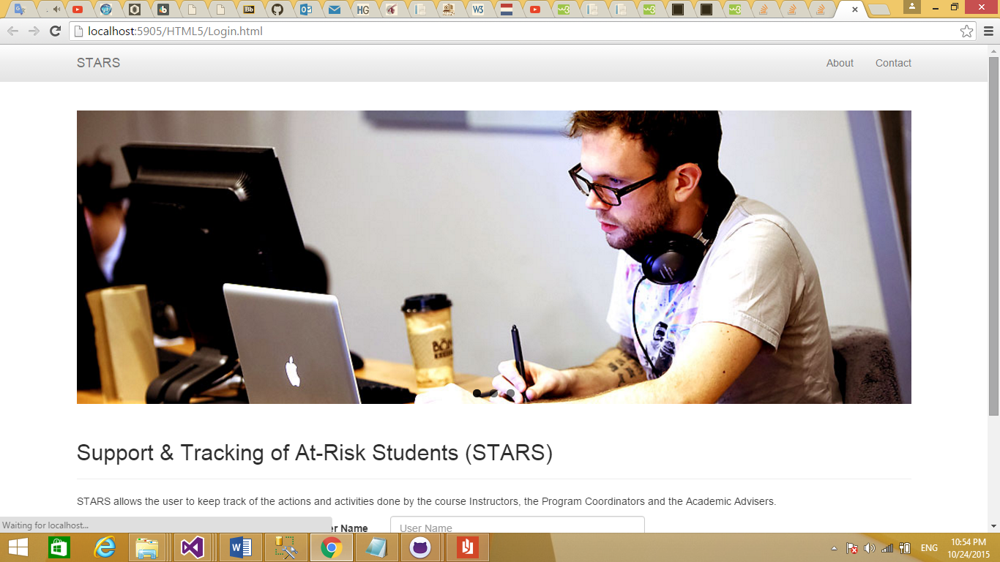 localhost:5905/HTML5/Login.html
STARS
About
Contact
Support & Tracking of At-Risk Students (STARS)
STARS allows the user to keep track of the actions and activities done by the course Instructors, the Program Coordinators and the Academic Advisers.
er Name
User Name
Waiting for localhost...
ENG
10:54 PM
10/24/2015
Bb
HG
W3